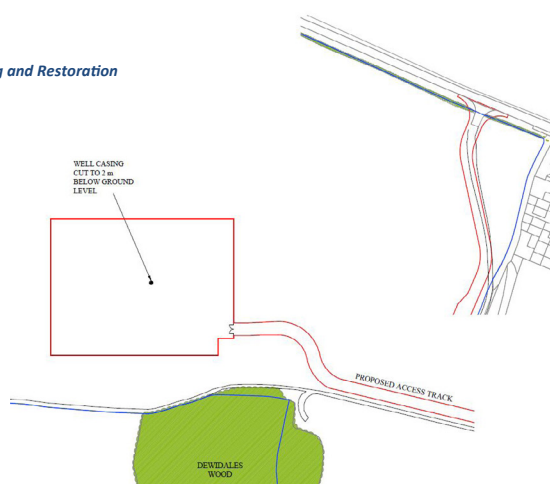 and Restoration
WELL CASING
CUT TO 2 m
BELOW GROUND
LEVEL
PROPOSED ACCESS TRACK
DEWIDALES
WOOD